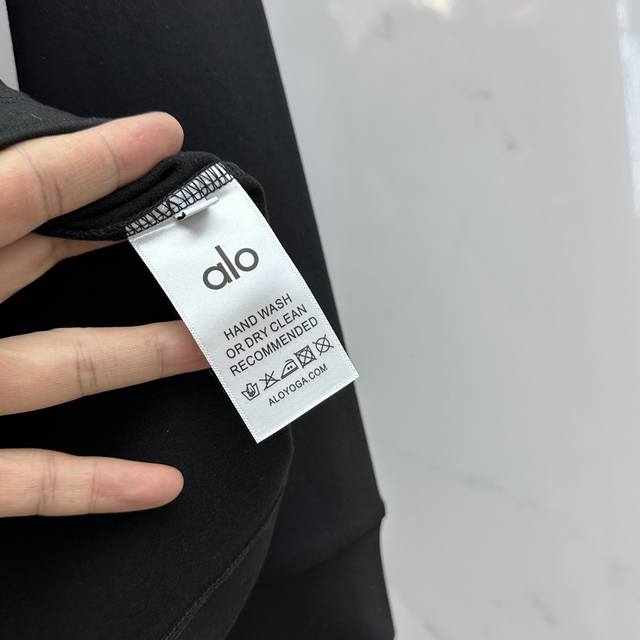 alo
HAND WASH
OR DRY CLEAN
RECOMMENDED
ALOYOGA.COM